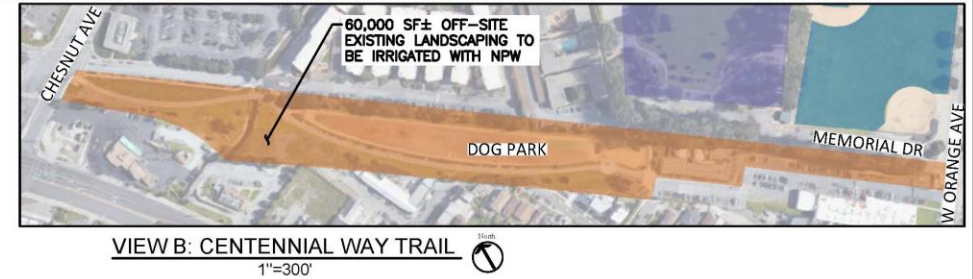 60,000 SF± OFF-SITE
EXISTING LANDSCAPING TO
BE IRRIGATED WITH NPW
CHESNUT AVE
DOG PARK
MEMORIAL DR
W ORANGE AVE
VIEW B: CENTENNIAL WAY TRAIL
North
1"=300'